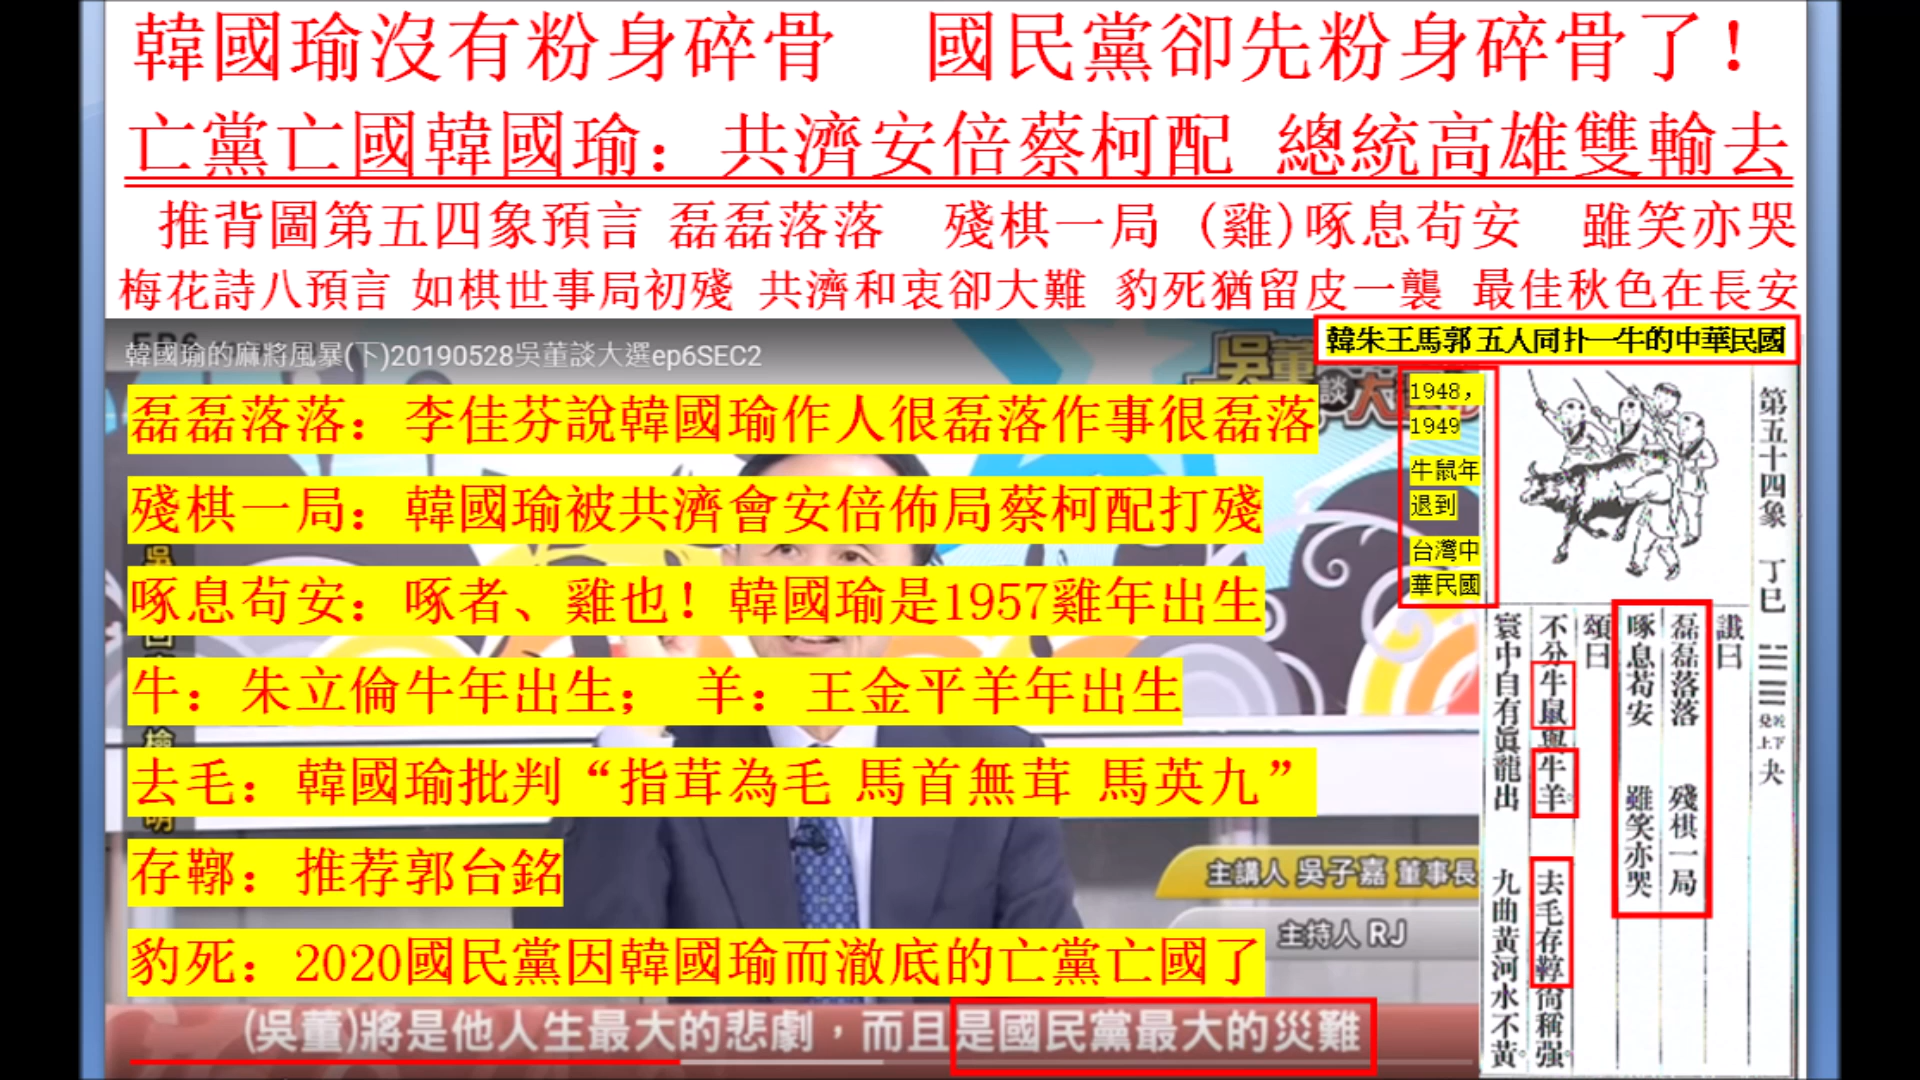 韓國瑜沒有粉身碎骨　國民黨卻先粉身碎骨了！
亡黨亡國韓國瑜：共濟安倍蔡柯配 總統高雄雙輸去
推背圖第五四象預言 磊磊落落　殘棋一局 (雞)啄息茍安　雖笑亦哭
梅花詩八預言 如棋世事局初殘 共濟和衷卻大難 豹死猶留皮一襲 最佳秋色在長安
韓國瑜的麻將風暴(下)20190528吳董談大選ep6SEC2
韓朱王馬郭五人同扑一牛的中華民國
磊磊落落：李佳芬說韓國瑜作人很磊落作事很磊落
殘棋一局：韓國瑜被共濟會安倍佈局蔡柯配打殘
啄息茍安：啄者、雞也！韓國瑜是1957雞年出生
牛：朱立倫牛年出生； 羊：王金平羊年出生
去毛：韓國瑜批判“指茸為毛 馬首無茸 馬英九”
存鞹：推荐郭台銘
豹死：2020國民黨因韓國瑜而澈底的亡黨亡國了
1948，
1949
牛鼠年
退到
台灣中
華民國
第五十四象　丁巳
兌上乾下 夬
讖曰
磊磊落落　殘棋一局
啄息苟安　雖笑亦哭
頌曰
不分牛鼠與牛羊　去毛存鞟尚稱强
寰中自有真龍出　九曲黃河水不黃
主講人 吳子嘉 董事長
主持人 RJ
(吳董)將是他人生最大的悲劇，而且是國民黨最大的災難